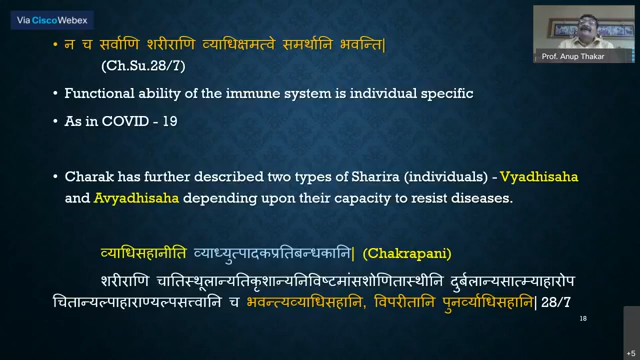 Via CiscoWebex
• न च सर्वाणि शरीराणि व्याधिक्षमत्वे समर्थानि भवन्ति|
(Ch.Su.28/7)
Prof. Anup Thakar
• Functional ability of the immune system is individual specific
• As in COVID - 19
• Charak has further described two types of Sharira (individuals) - Vyadhisaha
and Avyadhisaha depending upon their capacity to resist diseases.
व्याधिसहानीति व्याध्युत्पादकप्रतिबन्धकानि| (Chakrapani)
शरीराणि चातिस्थूलान्यतिकृशान्यनिविष्टमांसशोणितास्थीनि दुर्बलान्यसात्म्याहारोप
चितान्यल्पाहाराण्यल्पसत्त्वानि च भवन्त्यव्याधिसहानि, विपरीतानि पुनर्व्याधिसहानि| 28/7
18
+5